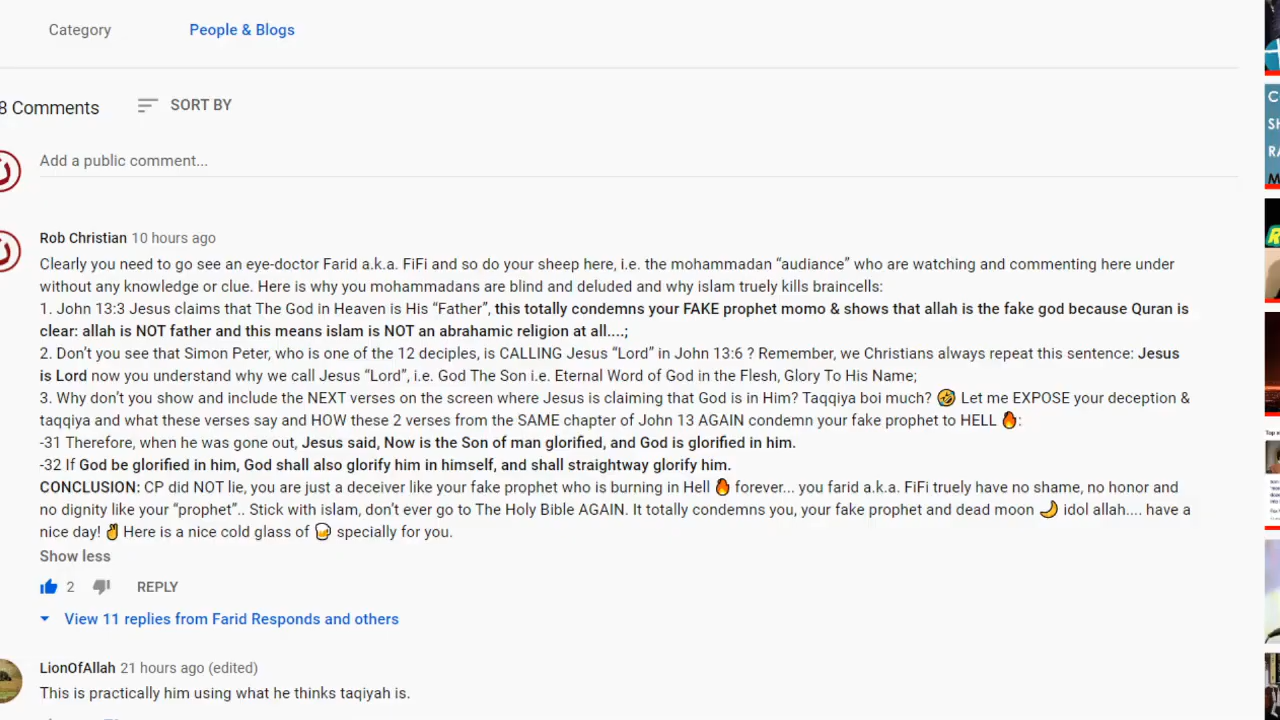 Category People & Blogs
8 Comments SORT BY
Add a public comment...
Rob Christian 10 hours ago
Clearly you need to go see an eye-doctor Farid a.k.a. FiFi and so do your sheep here, i.e. the mohammadan “audiance” who are watching and commenting here under
without any knowledge or clue. Here is why you mohammadans are blind and deluded and why islam truely kills braincells:
1. John 13:3 Jesus claims that The God in Heaven is His “Father”, this totally condemns your FAKE prophet momo & shows that allah is the fake god because Quran is
clear: allah is NOT father and this means islam is NOT an abrahamic religion at all....;
2. Don’t you see that Simon Peter, who is one of the 12 deciples, is CALLING Jesus “Lord” in John 13:6 ? Remember, we Christians always repeat this sentence: Jesus
is Lord now you understand why we call Jesus “Lord”, i.e. God The Son i.e. Eternal Word of God in the Flesh, Glory To His Name;
3. Why don’t you show and include the NEXT verses on the screen where Jesus is claiming that God is in Him? Taqqiya boi much? 🤣 Let me EXPOSE your deception &
taqqiya and what these verses say and HOW these 2 verses from the SAME chapter of John 13 AGAIN condemn your fake prophet to HELL 🔥:
-31 Therefore, when he was gone out, Jesus said, Now is the Son of man glorified, and God is glorified in him.
-32 If God be glorified in him, God shall also glorify him in himself, and shall straightway glorify him.
CONCLUSION: CP did NOT lie, you are just a deceiver like your fake prophet who is burning in Hell 🔥 forever... you farid a.k.a. FiFi truely have no shame, no honor and
no dignity like your “prophet”.. Stick with islam, don’t ever go to The Holy Bible AGAIN. It totally condemns you, your fake prophet and dead moon 🌙 idol allah.... have a
nice day! ✌ Here is a nice cold glass of 🍺 specially for you.
Show less
2 REPLY
View 11 replies from Farid Responds and others
LionOfAllah 21 hours ago (edited)
This is practically him using what he thinks taqiyah is.